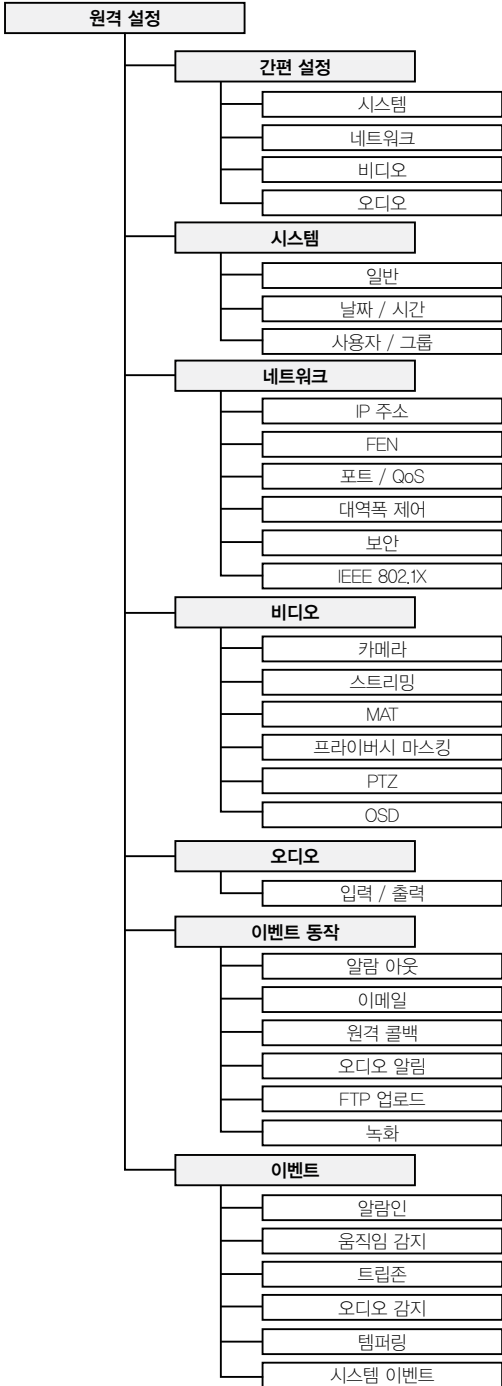 원격 설정
간편 설정
시스템
네트워크
비디오
오디오
시스템
일반
날짜 / 시간
사용자 / 그룹
네트워크
IP 주소
FEN
포트 / QoS
대역폭 제어
보안
IEEE 802.1X
비디오
카메라
스트리밍
MAT
프라이버시 마스킹
PTZ
OSD
오디오
입력 / 출력
이벤트 동작
알람 아웃
이메일
원격 콜백
오디오 알림
FTP 업로드
녹화
이벤트
알람인
움직임 감지
트립존
오디오 감지
템퍼링
시스템 이벤트